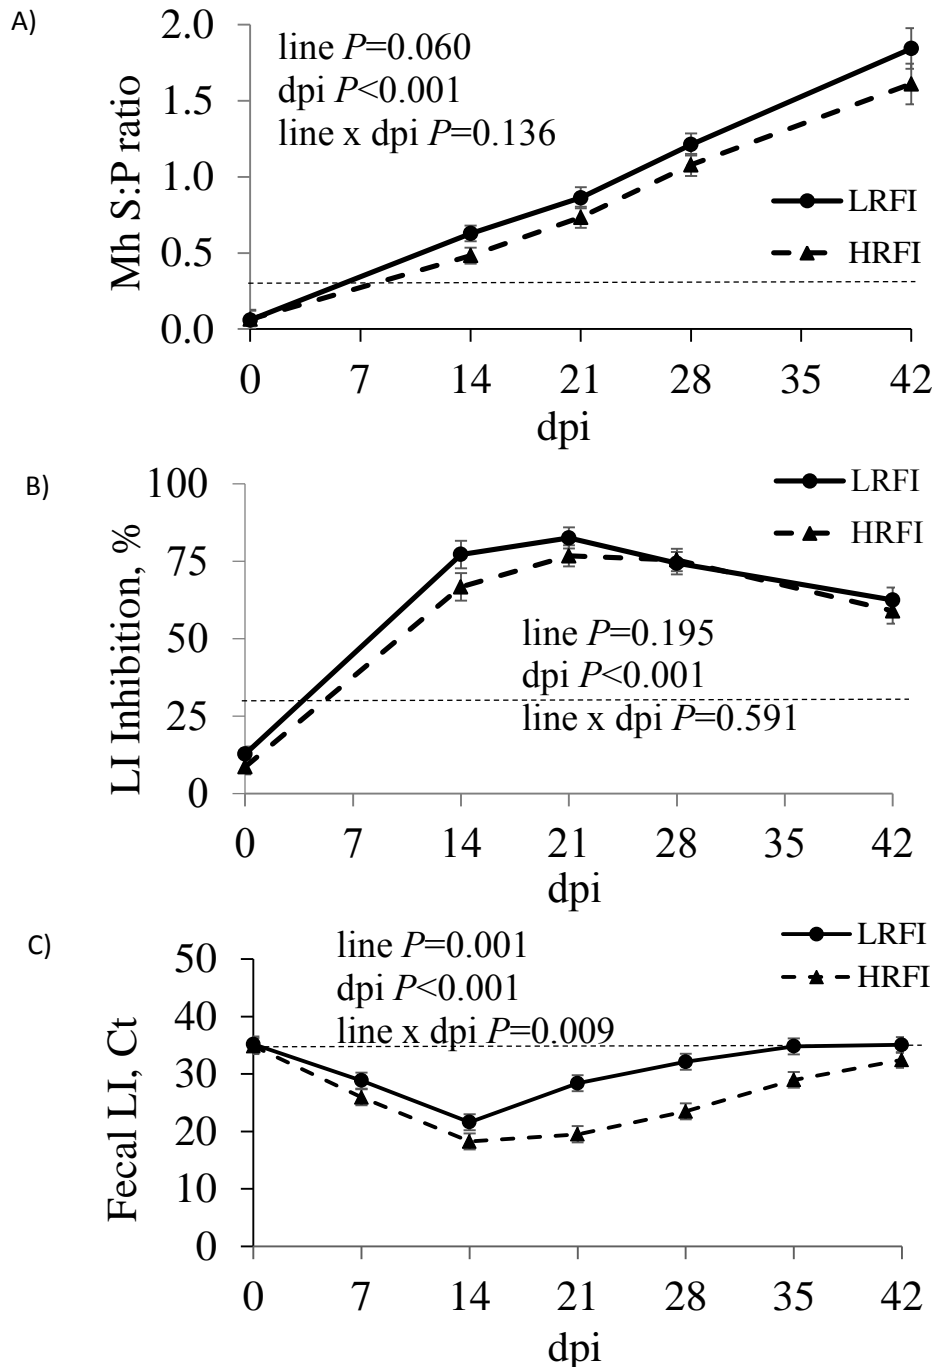 A)
line P=0.060
dpi P<0.001
line x dpi P=0.136
Mh S:P ratio
2.0
1.5
1.0
0.5
0.0
LRFI
HRFI
0 7 14 21 28 35 42
dpi
B)
LI Inhibition, %
100
75
50
25
0
LRFI
HRFI
line P=0.195
dpi P<0.001
line x dpi P=0.591
0 7 14 21 28 35 42
dpi
C)
LRFI
HRFI
line P=0.001
dpi P<0.001
line x dpi P=0.009
Fecal LI, Ct
50
40
30
20
10
0
0 7 14 21 28 35 42
dpi